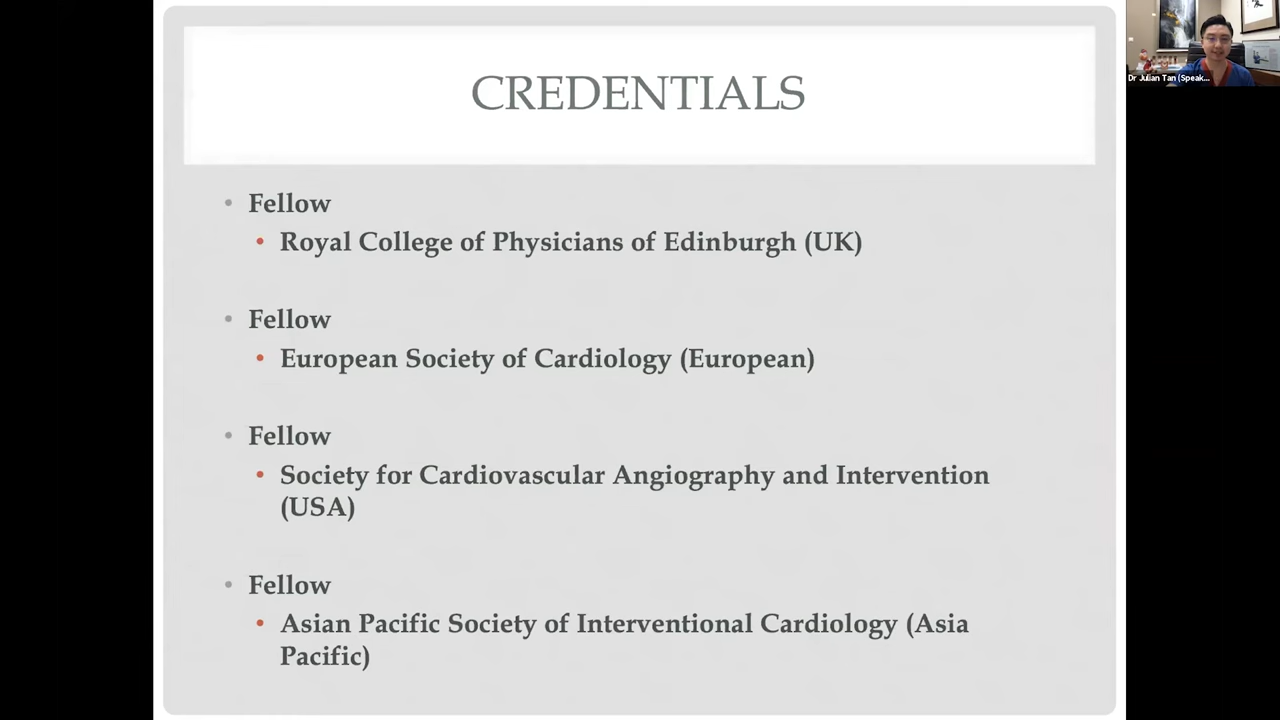 CREDENTIALS
• Fellow
• Royal College of Physicians of Edinburgh (UK)
• Fellow
• European Society of Cardiology (European)
• Fellow
• Society for Cardiovascular Angiography and Intervention
(USA)
• Fellow
• Asian Pacific Society of Interventional Cardiology (Asia
Pacific)
Dr Julian Tan (Speak...